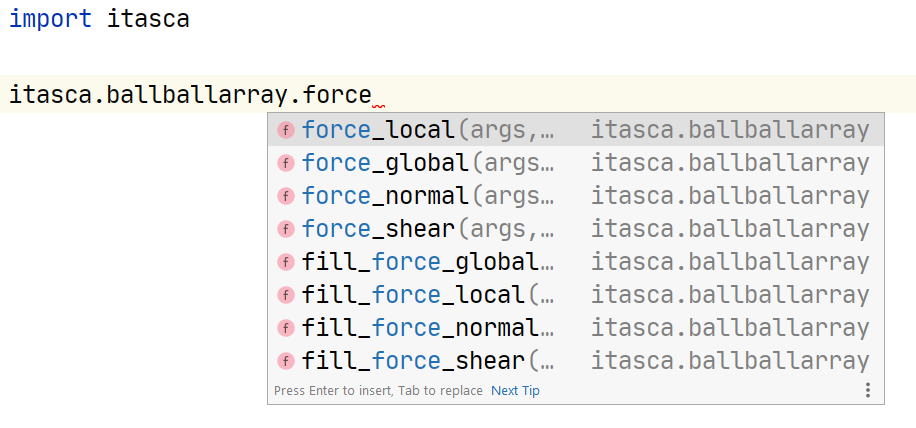 import itasca
itasca.ballballarray.force
f force_local(args,… itasca.ballballarray
f force_global(args… itasca.ballballarray
f force_normal(args… itasca.ballballarray
f force_shear(args,… itasca.ballballarray
f fill_force_global… itasca.ballballarray
f fill_force_local(… itasca.ballballarray
f fill_force_normal… itasca.ballballarray
f fill_force_shear(… itasca.ballballarray
Press Enter to insert, Tab to replace Next Tip